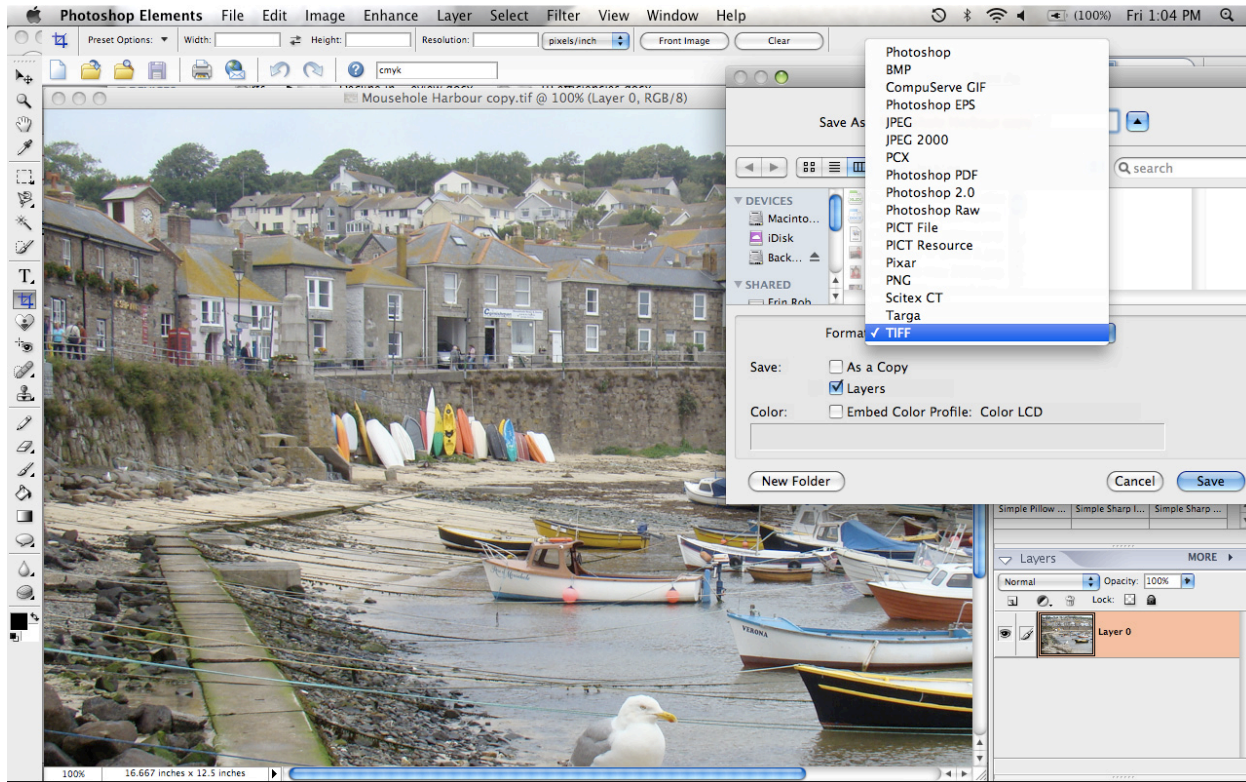 Photoshop Elements File Edit Image Enhance Layer Select Filter View Window Help (100%) Fri 1:04 PM
Preset Options: Width: Height: Resolution: pixels/inch Front Image Clear
cmyk
Mousehole Harbour copy.tif @ 100% (Layer 0, RGB/8)
Save As
search
DEVICES
Macinto...
iDisk
Back...
SHARED
Erin Rob
Photoshop
BMP
CompuServe GIF
Photoshop EPS
JPEG
JPEG 2000
PCX
Photoshop PDF
Photoshop 2.0
Photoshop Raw
PICT File
PICT Resource
Pixar
PNG
Scitex CT
Targa
Format ✓ TIFF
Save: As a Copy
Layers
Color: Embed Color Profile: Color LCD
New Folder Cancel Save
Simple Pillow ... Simple Sharp I... Simple Sharp ...
Layers MORE
Normal Opacity: 100%
Lock:
Layer 0
VERONA
100% 16.667 inches x 12.5 inches